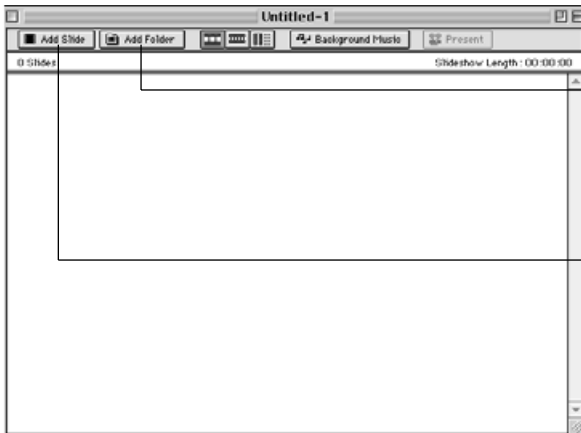 Untitled-1
Add Slide Add Folder Background Music Present
0 Slides Slideshow Length : 00:00:00